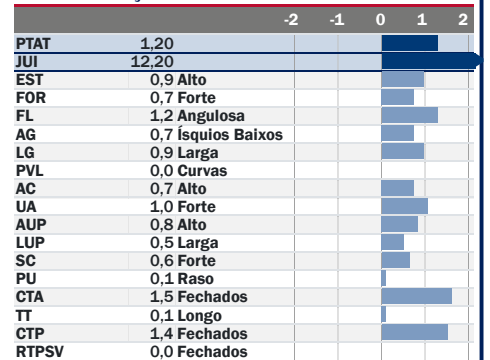 -2 -1 0 1 2
PTAT 1,20
JUI 12,20
EST 0,9 Alto
FOR 0,7 Forte
FL 1,2 Angulosa
AG 0,7 Ísquios Baixos
LG 0,9 Larga
PVL 0,0 Curvas
AC 0,7 Alto
UA 1,0 Forte
AUP 0,8 Alto
LUP 0,5 Larga
SC 0,6 Forte
PU 0,1 Raso
CTA 1,5 Fechados
TT 0,1 Longo
CTP 1,4 Fechados
RTPSV 0,0 Fechados